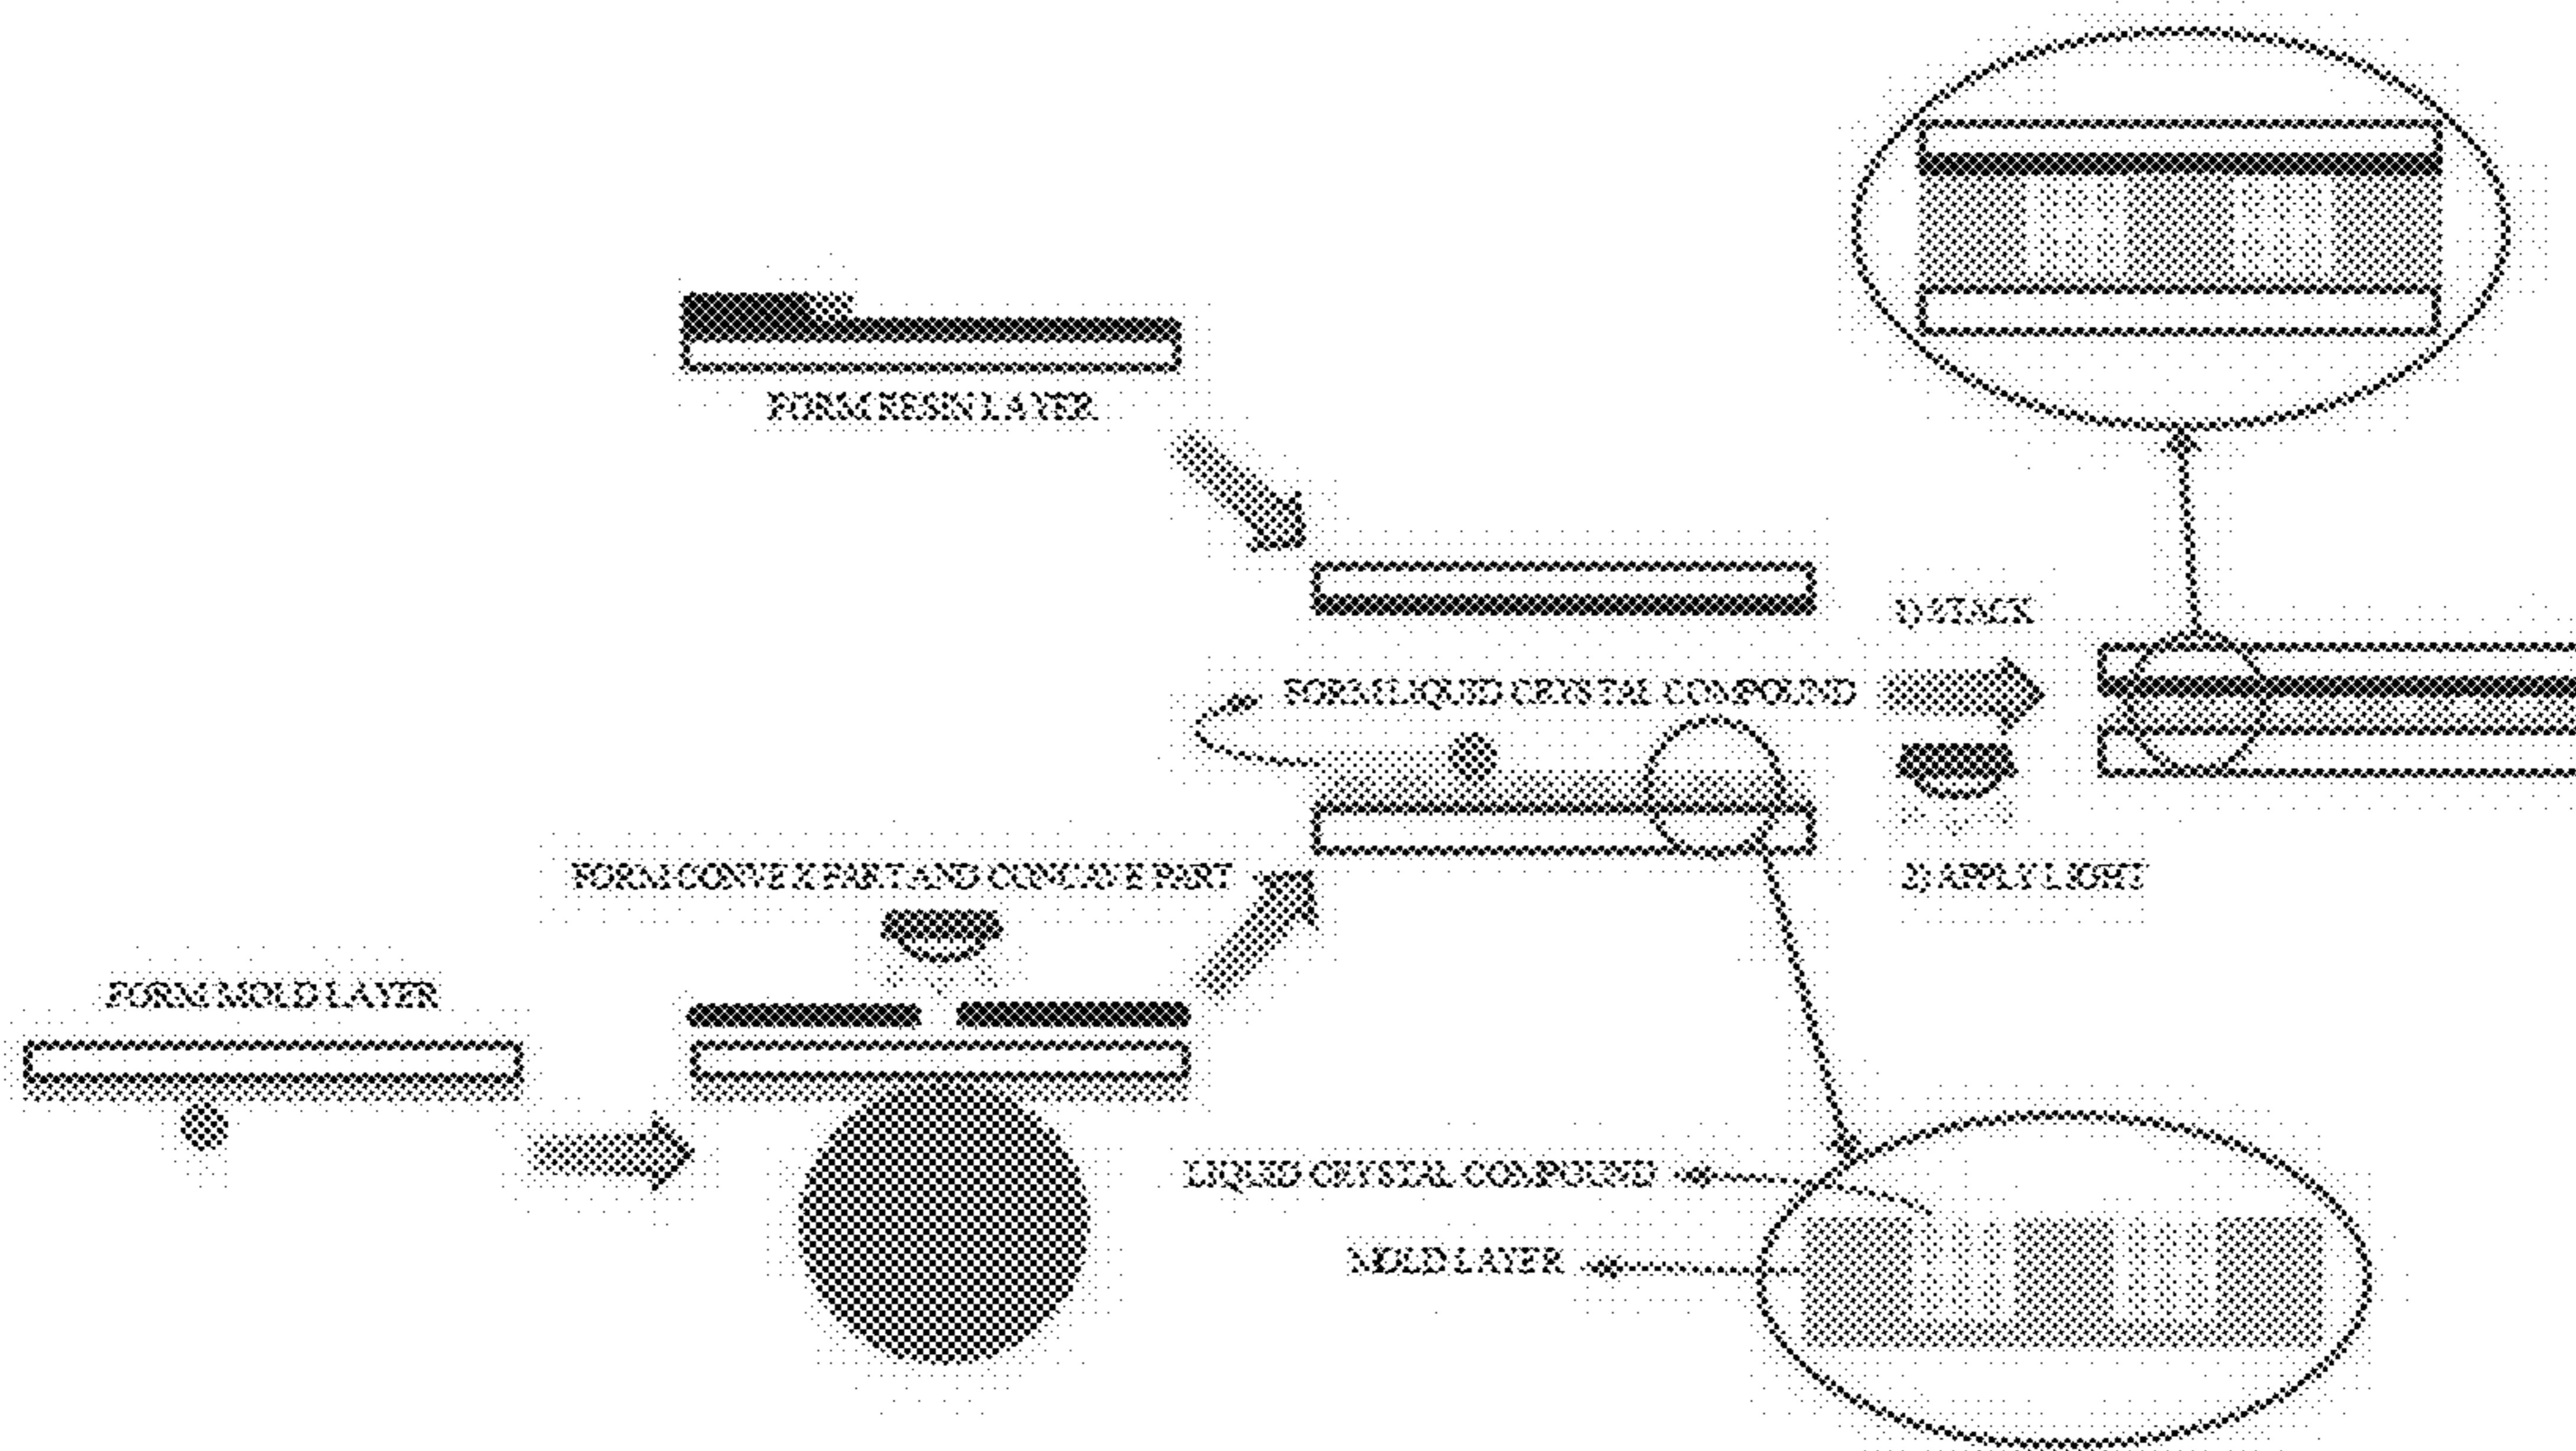 FORM RESIN LAYER
1) STACK
FORM LIQUID CRYSTAL COMPOUND
FORM CONVEX PART AND CONCAVE PART
2) APPLY LIGHT
FORM MOLD LAYER
LIQUID CRYSTAL COMPOUND
MOLD LAYER